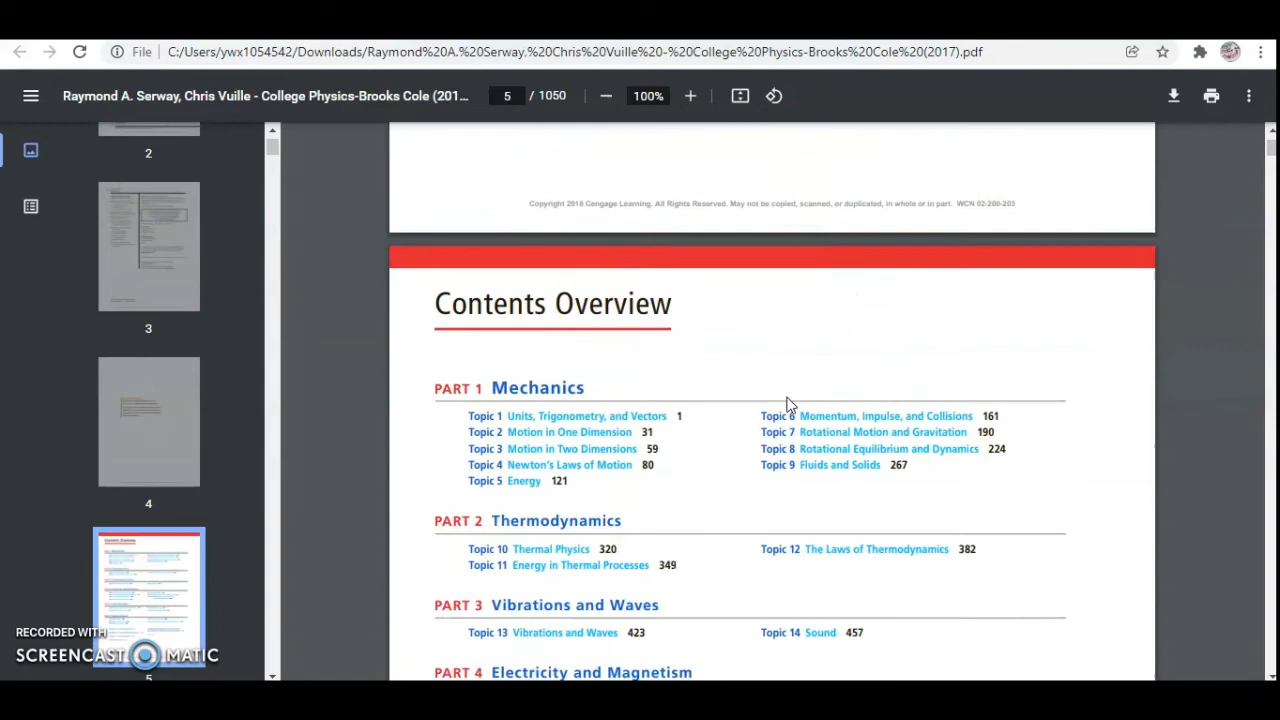 File C:/Users/ywx1054542/Downloads/Raymond%20A.%20Serway,%20Chris%20Vuille%20-%20College%20Physics-Brooks%20Cole%20(2017).pdf
Raymond A. Serway, Chris Vuille - College Physics-Brooks Cole (201... 5 / 1050 100%
2
3
4
5
Copyright 2018 Cengage Learning. All Rights Reserved. May not be copied, scanned, or duplicated, in whole or in part. WCN 02-200-203
Contents Overview
PART 1 Mechanics
Topic 1 Units, Trigonometry, and Vectors 1
Topic 2 Motion in One Dimension 31
Topic 3 Motion in Two Dimensions 59
Topic 4 Newton's Laws of Motion 80
Topic 5 Energy 121
Topic 6 Momentum, Impulse, and Collisions 161
Topic 7 Rotational Motion and Gravitation 190
Topic 8 Rotational Equilibrium and Dynamics 224
Topic 9 Fluids and Solids 267
PART 2 Thermodynamics
Topic 10 Thermal Physics 320
Topic 11 Energy in Thermal Processes 349
Topic 12 The Laws of Thermodynamics 382
PART 3 Vibrations and Waves
Topic 13 Vibrations and Waves 423
Topic 14 Sound 457
PART 4 Electricity and Magnetism
RECORDED WITH
SCREENCAST MATIC